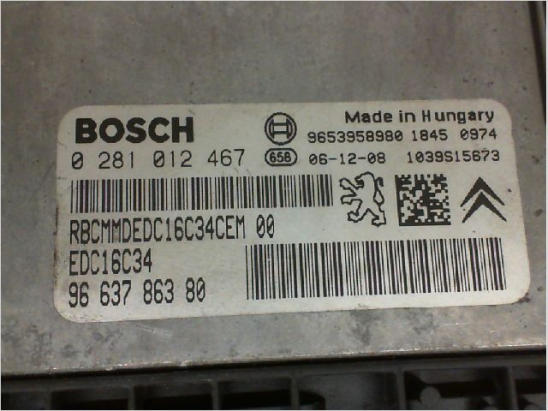 BOSCH
Made in Hungary
9653958980 1845 0974
0 281 012 467 656 06-12-08 1039S15673
RBCMMDEDC16C34CEM 00
EDC16C34
96 637 863 80